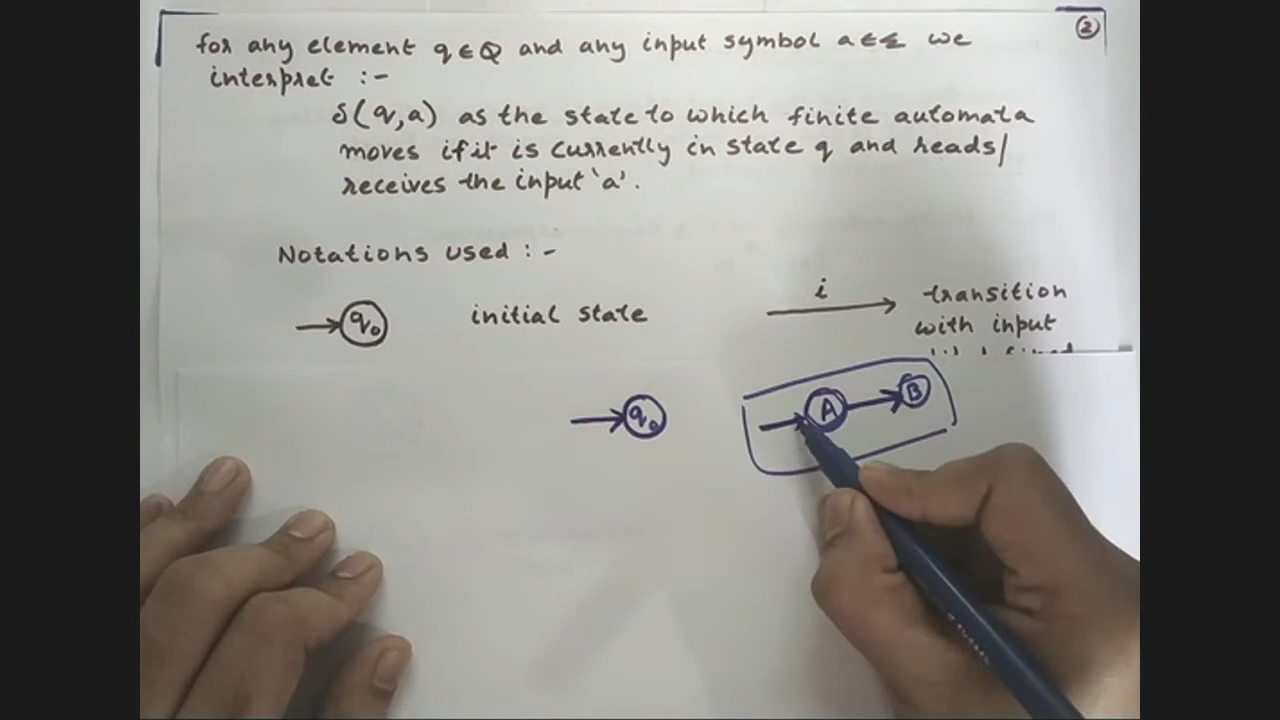 ②
for any element q ∈ Q and any input symbol a ∈ Σ we
interpret :-
δ(q,a) as the state to which finite automata
moves if it is currently in state q and reads/
receives the input 'a'.
Notations used :-
q₀ initial state
i transition
with input
q₀
A B